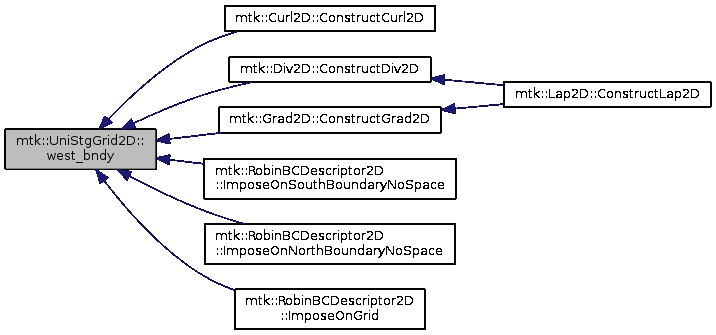 mtk::UniStgGrid2D::
west_bndy
mtk::Curl2D::ConstructCurl2D
mtk::Div2D::ConstructDiv2D
mtk::Grad2D::ConstructGrad2D
mtk::Lap2D::ConstructLap2D
mtk::RobinBCDescriptor2D
::ImposeOnSouthBoundaryNoSpace
mtk::RobinBCDescriptor2D
::ImposeOnNorthBoundaryNoSpace
mtk::RobinBCDescriptor2D
::ImposeOnGrid